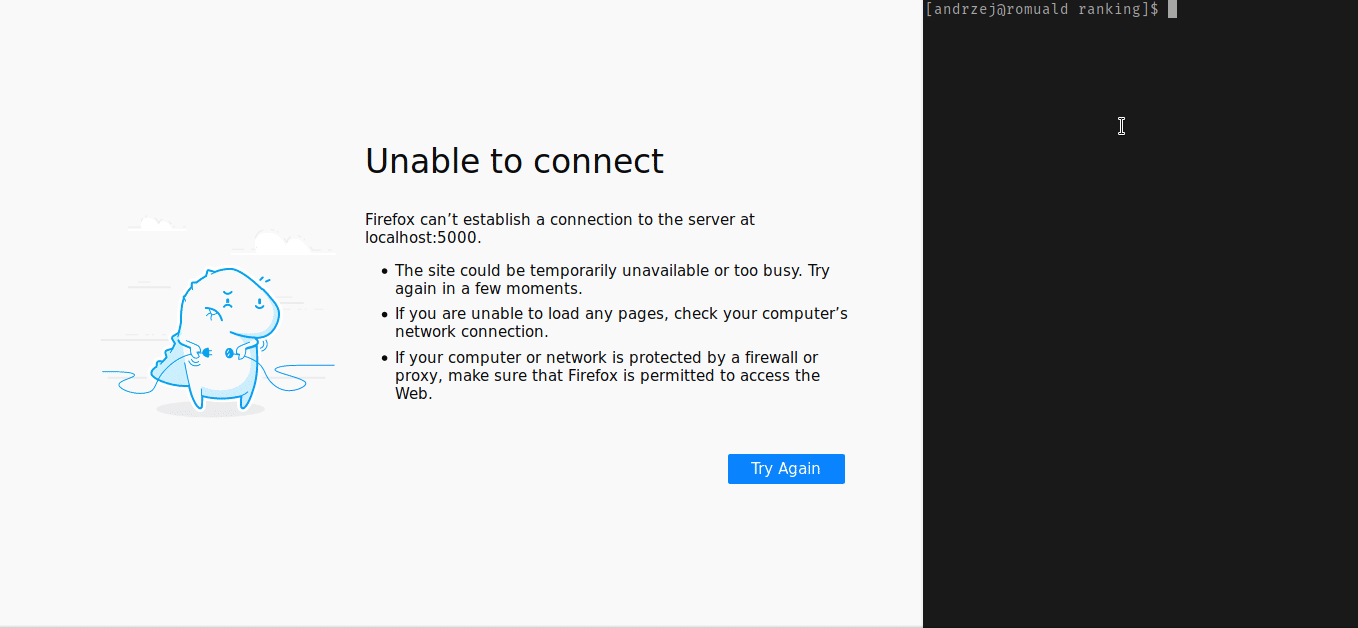 Unable to connect
Firefox can’t establish a connection to the server at
localhost:5000.
The site could be temporarily unavailable or too busy. Try
again in a few moments.
If you are unable to load any pages, check your computer’s
network connection.
If your computer or network is protected by a firewall or
proxy, make sure that Firefox is permitted to access the
Web.
Try Again
[andrzej@romuald ranking]$